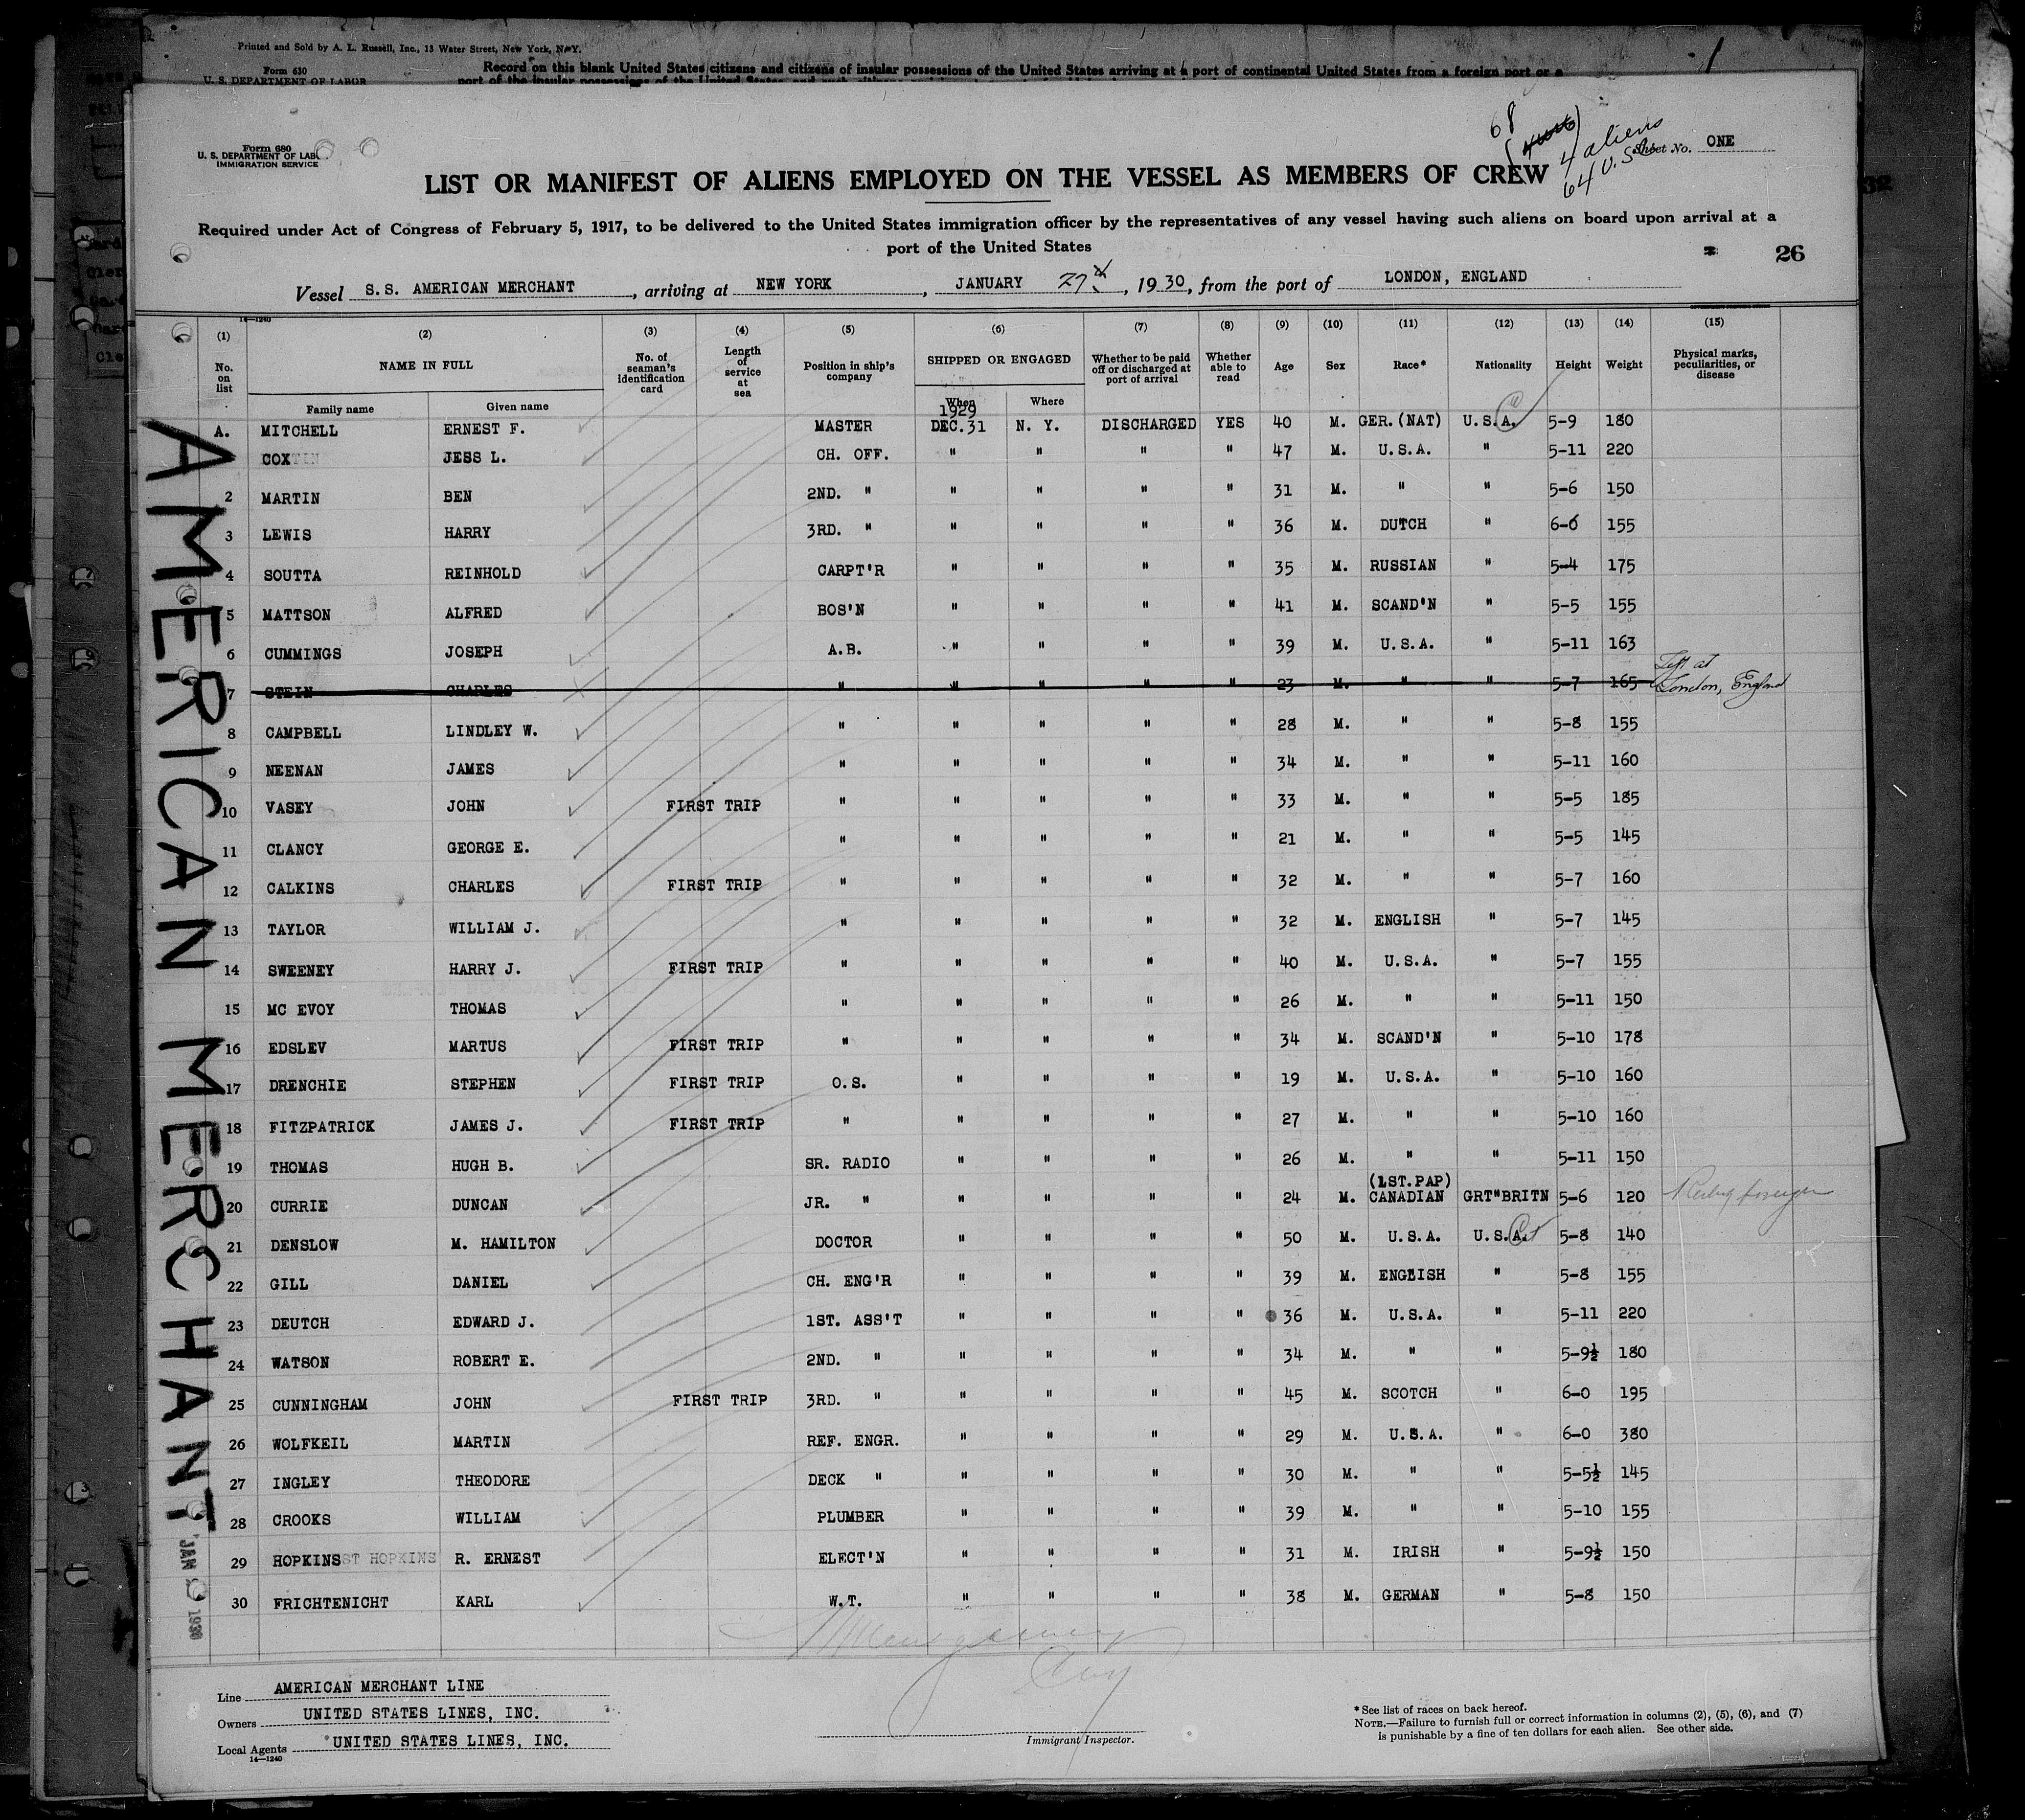 Printed and Sold by A. L. Russell, Inc., 13 Water Street, New York, N.Y.
Form 630
U. S. DEPARTMENT OF LABOR
Record on this blank United States citizens and citizens of insular possessions of the United States arriving at a port of continental United States from a foreign port or a
port of the insular possessions of the United States
68
4 aliens
64 U.S.
Form 680
U. S. DEPARTMENT OF LABOR
IMMIGRATION SERVICE
Sheet No. ONE
LIST OR MANIFEST OF ALIENS EMPLOYED ON THE VESSEL AS MEMBERS OF CREW
Required under Act of Congress of February 5, 1917, to be delivered to the United States immigration officer by the representatives of any vessel having such aliens on board upon arrival at a
port of the United States
26
Vessel S.S. AMERICAN MERCHANT, arriving at NEW YORK, JANUARY 27th, 1930, from the port of LONDON, ENGLAND
14—1240
(1) (2) (3) (4) (5) (6) (7) (8) (9) (10) (11) (12) (13) (14) (15)
No. on list NAME IN FULL Family name Given name No. of seaman's identification card Length of service at sea Position in ship's company SHIPPED OR ENGAGED When Where Whether to be paid off or discharged at port of arrival Whether able to read Age Sex Race* Nationality Height Weight Physical marks, peculiarities, or disease
1929
A. MITCHELL ERNEST F. MASTER DEC.31 N. Y. DISCHARGED YES 40 M. GER.(NAT) U.S.A. 5-9 180
COX JESS L. CH. OFF. " " " " 47 M. U.S.A. " 5-11 220
2 MARTIN BEN 2ND. " " " " " 31 M. " " 5-6 150
3 LEWIS HARRY 3RD. " " " " " 36 M. DUTCH " 6-0 155
4 SOUTTA REINHOLD CARPT'R " " " " 35 M. RUSSIAN " 5-4 175
5 MATTSON ALFRED BOS'N " " " " 41 M. SCAND'N " 5-5 155
6 CUMMINGS JOSEPH A.B. " " " " 39 M. U.S.A. " 5-11 163
7 STEIN CHARLES " " " " " 23 M. " " 5-7 165 Left at London, England
8 CAMPBELL LINDLEY W. " " " " " 28 M. " " 5-8 155
9 NEENAN JAMES " " " " " 34 M. " " 5-11 160
10 VASEY JOHN FIRST TRIP " " " " " 33 M. " " 5-5 185
11 CLANCY GEORGE E. " " " " " 21 M. " " 5-5 145
12 CALKINS CHARLES FIRST TRIP " " " " " 32 M. " " 5-7 160
13 TAYLOR WILLIAM J. " " " " " 32 M. ENGLISH " 5-7 145
14 SWEENEY HARRY J. FIRST TRIP " " " " " 40 M. U.S.A. " 5-7 155
15 MC EVOY THOMAS " " " " " 26 M. " " 5-11 150
16 EDSLEV MARTUS FIRST TRIP " " " " " 34 M. SCAND'N " 5-10 178
17 DRENCHIE STEPHEN FIRST TRIP O.S. " " " " 19 M. U.S.A. " 5-10 160
18 FITZPATRICK JAMES J. FIRST TRIP " " " " " 27 M. " " 5-10 160
19 THOMAS HUGH B. SR. RADIO " " " " 26 M. " " 5-11 150
(1ST.PAP)
20 CURRIE DUNCAN JR. " " " " " 24 M. CANADIAN GRT"BRITN 5-6 120
21 DENSLOW M. HAMILTON DOCTOR " " " " 50 M. U.S.A. U.S.A. 5-8 140
22 GILL DANIEL CH. ENG'R " " " " 39 M. ENGLISH " 5-8 155
23 DEUTCH EDWARD J. 1ST. ASS'T " " " " 36 M. U.S.A. " 5-11 220
24 WATSON ROBERT E. 2ND. " " " " " 34 M. " " 5-9½ 180
25 CUNNINGHAM JOHN FIRST TRIP 3RD. " " " " " 45 M. SCOTCH " 6-0 195
26 WOLFKEIL MARTIN REF. ENGR. " " " " 29 M. U.S.A. " 6-0 380
27 INGLEY THEODORE DECK " " " " " 30 M. " " 5-5½ 145
28 CROOKS WILLIAM PLUMBER " " " " 39 M. " " 5-10 155
29 HOPKINS R. ERNEST ELECT'N " " " " 31 M. IRISH " 5-9½ 150
30 FRICHTENICHT KARL W.T. " " " " 38 M. GERMAN " 5-8 150
AMERICAN MERCHANT
JAN 1930
Line AMERICAN MERCHANT LINE
Owners UNITED STATES LINES, INC.
Local Agents UNITED STATES LINES, INC.
14—1240
Immigrant Inspector.
*See list of races on back hereof.
NOTE.—Failure to furnish full or correct information in columns (2), (5), (6), and (7)
is punishable by a fine of ten dollars for each alien. See other side.